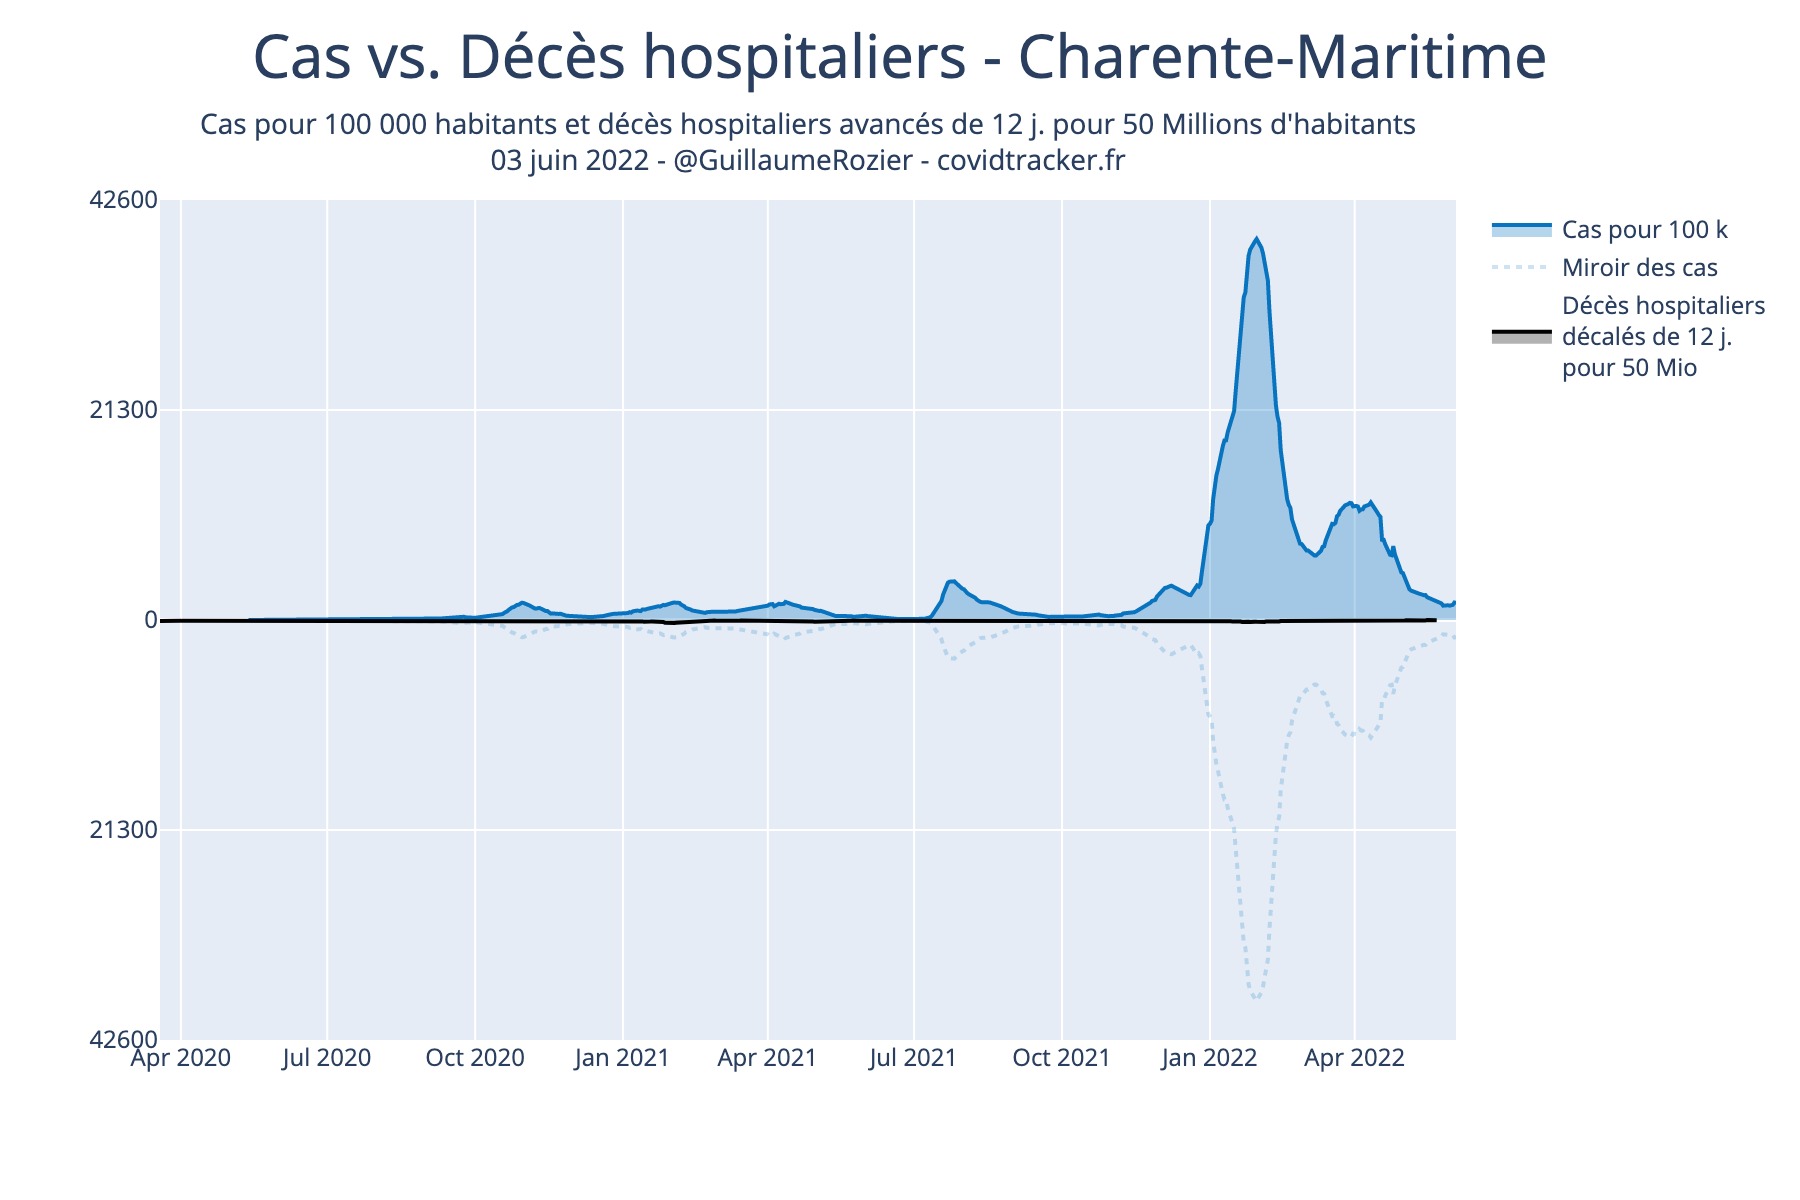 Cas vs. Décès hospitaliers - Charente-Maritime
Cas pour 100 000 habitants et décès hospitaliers avancés de 12 j. pour 50 Millions d'habitants
03 juin 2022 - @GuillaumeRozier - covidtracker.fr
42600
21300
0
21300
42600
Apr 2020 Jul 2020 Oct 2020 Jan 2021 Apr 2021 Jul 2021 Oct 2021 Jan 2022 Apr 2022
Cas pour 100 k
Miroir des cas
Décès hospitaliers
décalés de 12 j.
pour 50 Mio